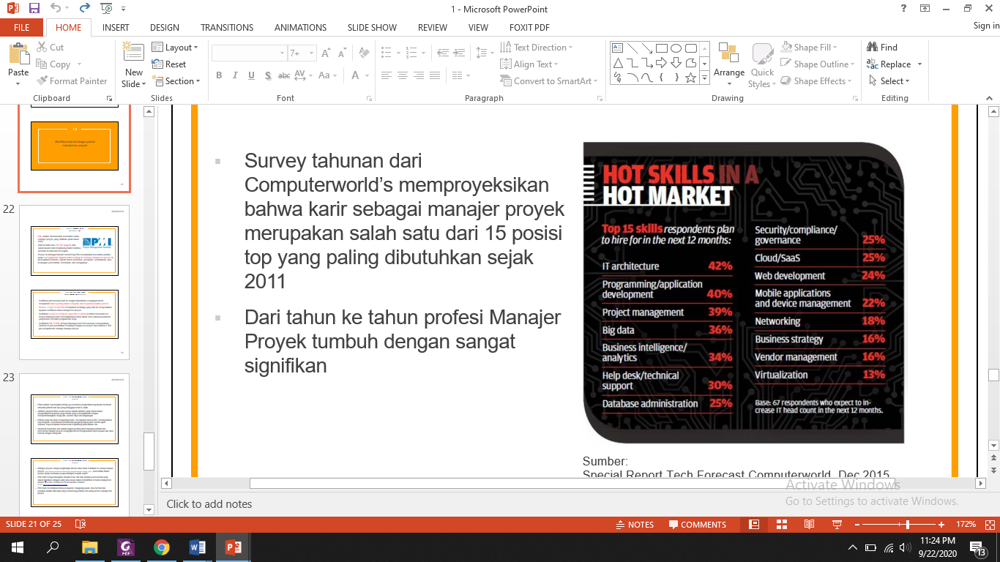 1 - Microsoft PowerPoint
FILE
HOME
INSERT
DESIGN
TRANSITIONS
ANIMATIONS
SLIDE SHOW
REVIEW
VIEW
FOXIT PDF
Sign in
Paste
Cut
Copy
Format Painter
Clipboard
New
Slide
Layout
Reset
Section
Slides
7+
B I U S abc AV Aa A
Font
Text Direction
Align Text
Convert to SmartArt
Paragraph
Arrange
Quick
Styles
Shape Fill
Shape Outline
Shape Effects
Drawing
Find
Replace
Select
Editing
22
23
Survey tahunan dari
Computerworld's memproyeksikan
bahwa karir sebagai manajer proyek
merupakan salah satu dari 15 posisi
top yang paling dibutuhkan sejak
2011
Dari tahun ke tahun profesi Manajer
Proyek tumbuh dengan sangat
signifikan
HOT SKILLS IN A
HOT MARKET
Top 15 skills respondents plan
to hire for in the next 12 months:
IT architecture 42%
Programming/application
development 40%
Project management 39%
Big data 36%
Business intelligence/
analytics 34%
Help desk/technical
support 30%
Database administration 25%
Security/compliance/
governance 25%
Cloud/SaaS 25%
Web development 24%
Mobile applications
and device management 22%
Networking 18%
Business strategy 16%
Vendor management 16%
Virtualization 13%
Base: 67 respondents who expect to in-
crease IT head count in the next 12 months.
Sumber:
Special Report Tech Forecast Computerworld, Dec 2015
Activate Windows
Go to Settings to activate Windows.
Click to add notes
SLIDE 21 OF 25
NOTES
COMMENTS
172%
11:24 PM
9/22/2020
13